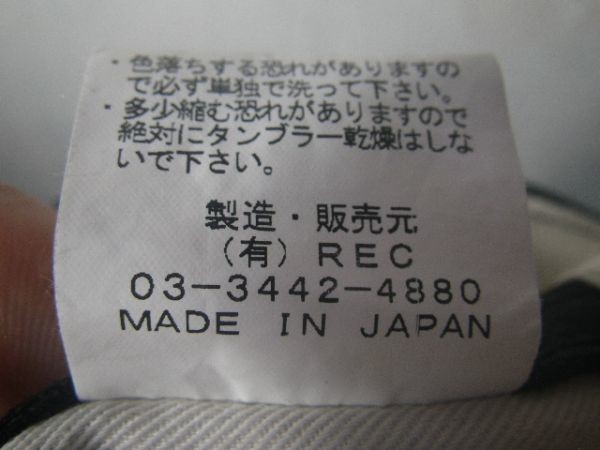 ・色落ちする恐れがありますの
で必ず単独で洗って下さい。
・多少縮む恐れがありますので
絶対にタンブラー乾燥はしな
いで下さい。
製造・販売元
(有)REC
03-3442-4880
MADE IN JAPAN